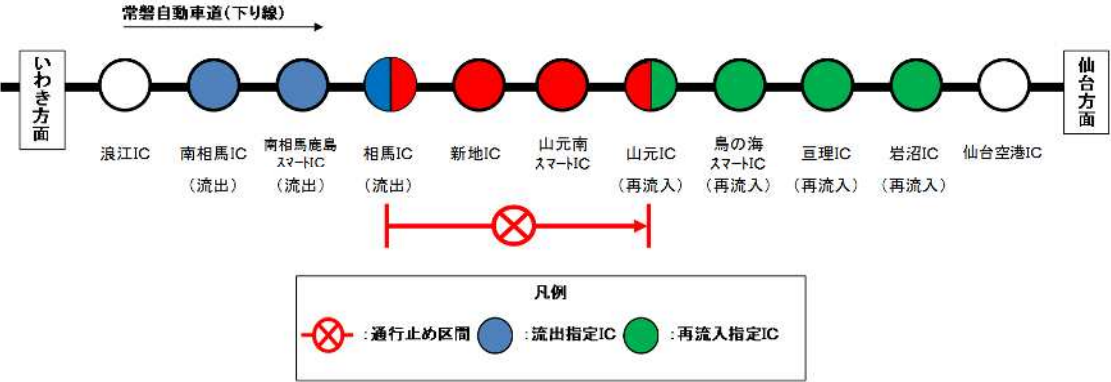 常磐自動車道(下り線)
いわき方面
仙台方面
浪江IC
南相馬IC
(流出)
南相馬鹿島
スマートIC
(流出)
相馬IC
(流出)
新地IC
山元南
スマートIC
山元IC
(再流入)
鳥の海
スマートIC
(再流入)
亘理IC
(再流入)
岩沼IC
(再流入)
仙台空港IC
凡例
:通行止め区間
:流出指定IC
:再流入指定IC